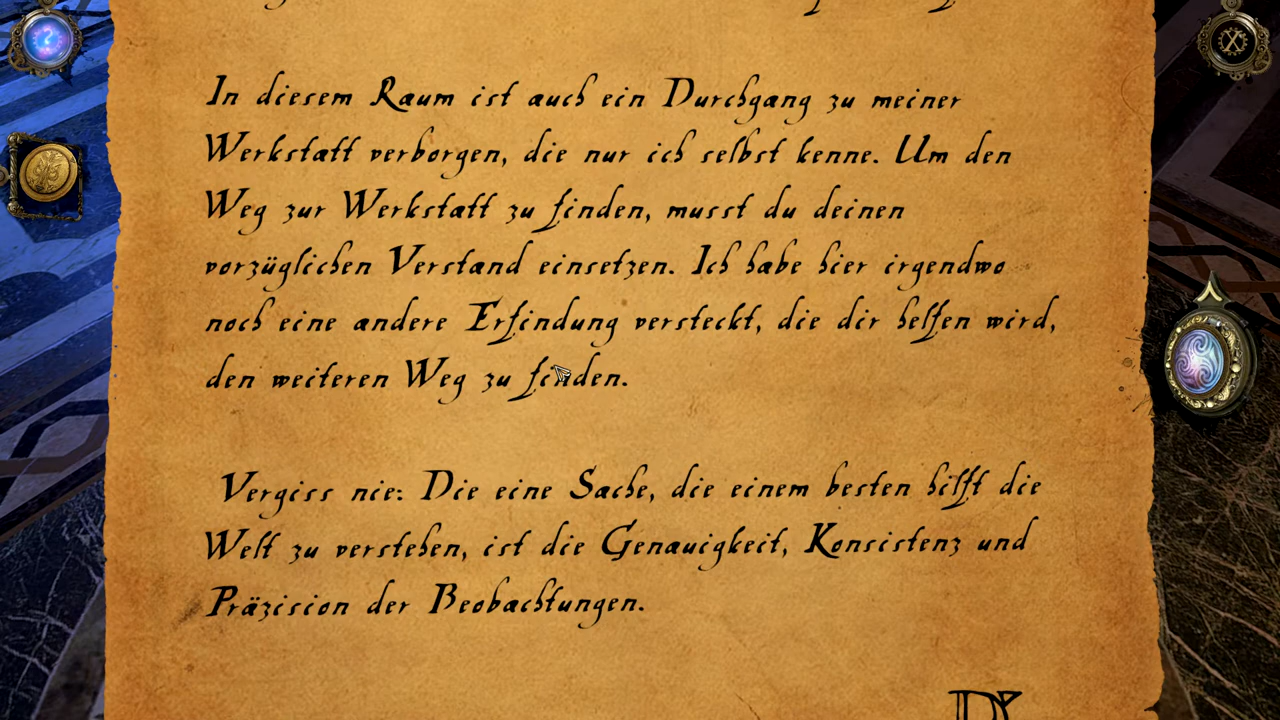 In diesem Raum ist auch ein Durchgang zu meiner
Werkstatt verborgen, die nur ich selbst kenne. Um den
Weg zur Werkstatt zu finden, musst du deinen
vorzüglichen Verstand einsetzen. Ich habe hier irgendwo
noch eine andere Erfindung versteckt, die dir helfen wird,
den weiteren Weg zu finden.
Vergiss nie: Die eine Sache, die einem besten hilft die
Welt zu verstehen, ist die Genauigkeit, Konsistenz und
Präzision der Beobachtungen.